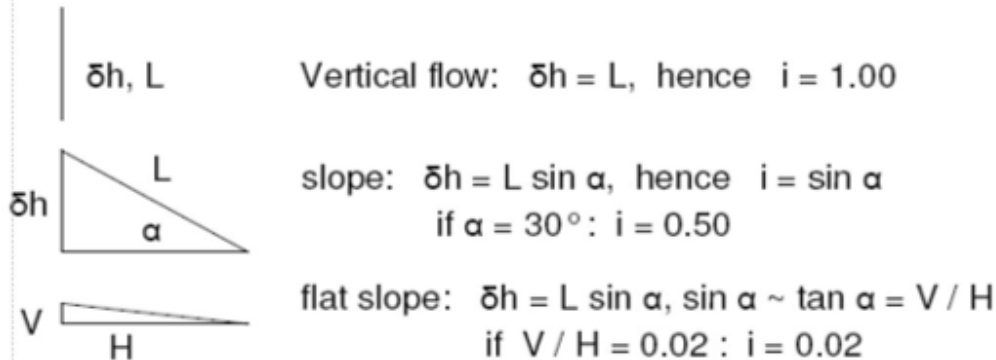 δh, L
Vertical flow: δh = L, hence i = 1.00
L
δh
α
slope: δh = L sin α, hence i = sin α
if α = 30°: i = 0.50
V
H
flat slope: δh = L sin α, sin α ~ tan α = V / H
if V / H = 0.02 : i = 0.02